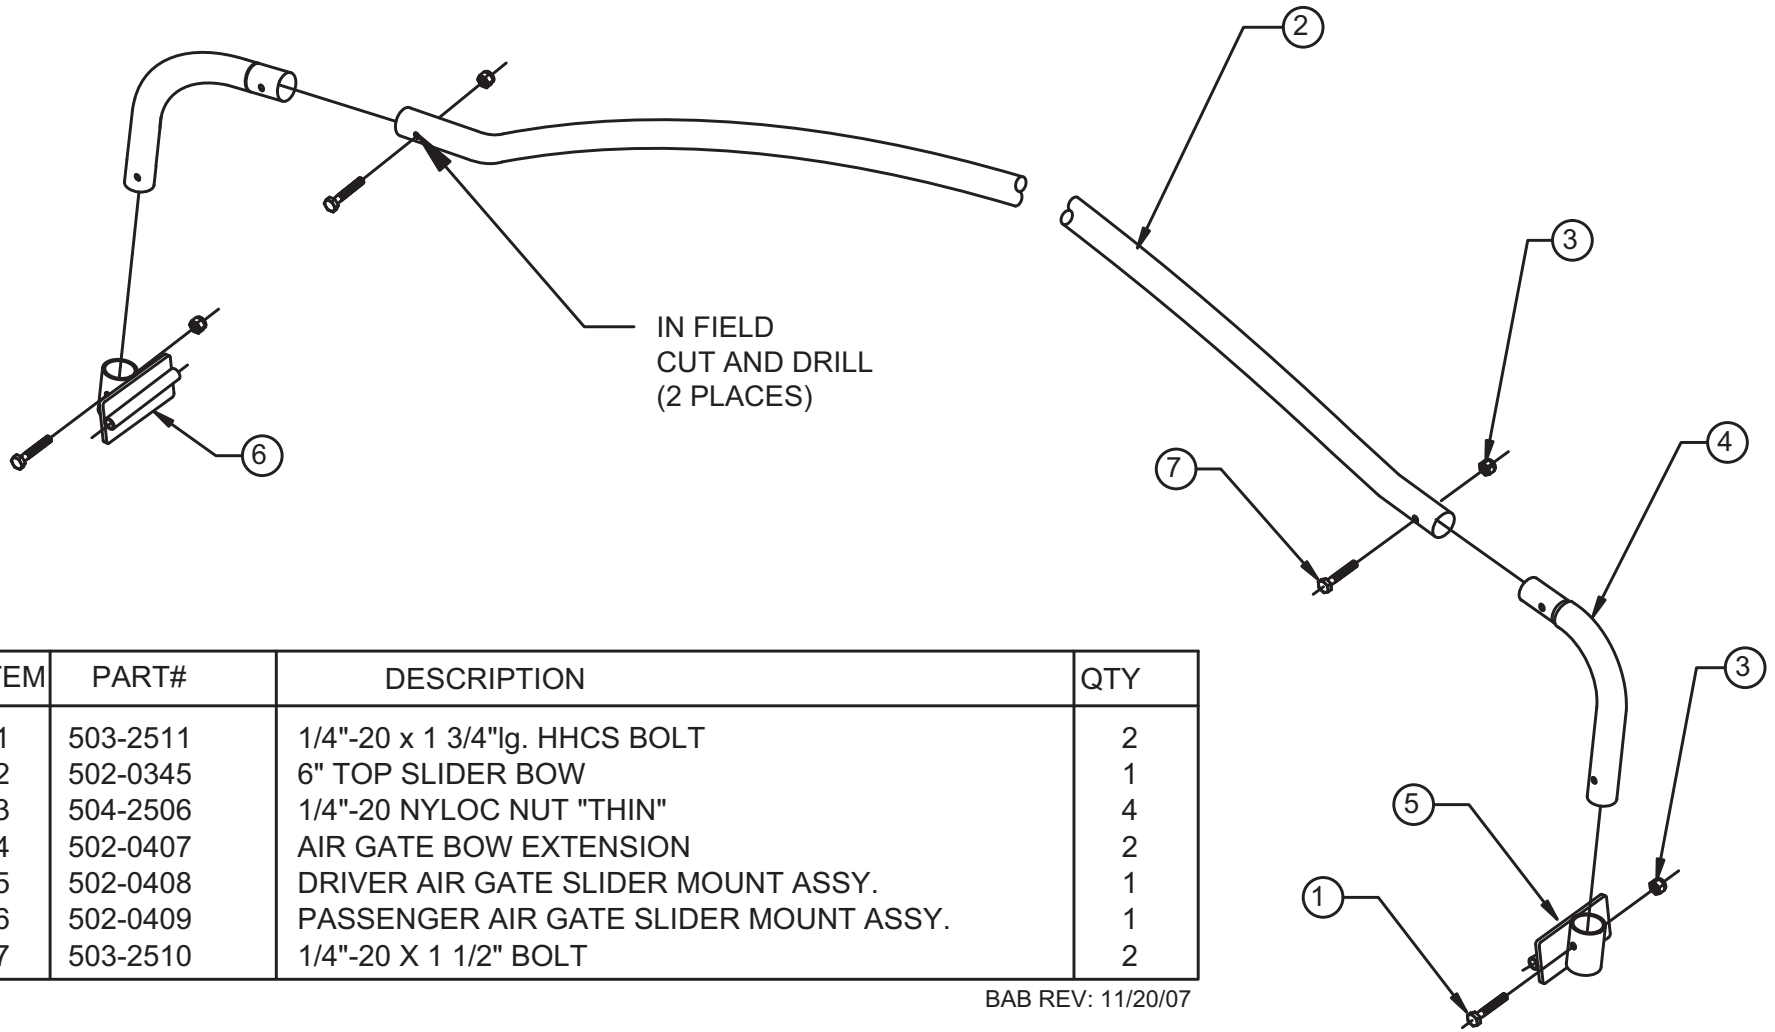 2
3
IN FIELD
CUT AND DRILL
(2 PLACES)
6
7
4
3
5
1
TEM PART# DESCRIPTION QTY
1 503-2511 1/4"-20 x 1 3/4"lg. HHCS BOLT 2
2 502-0345 6" TOP SLIDER BOW 1
3 504-2506 1/4"-20 NYLOC NUT "THIN" 4
4 502-0407 AIR GATE BOW EXTENSION 2
5 502-0408 DRIVER AIR GATE SLIDER MOUNT ASSY. 1
6 502-0409 PASSENGER AIR GATE SLIDER MOUNT ASSY. 1
7 503-2510 1/4"-20 X 1 1/2" BOLT 2
BAB REV: 11/20/07